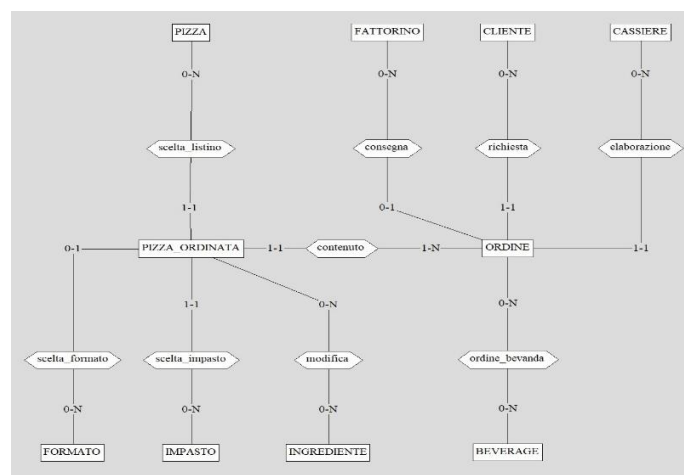 PIZZA FATTORINO CLIENTE CASSIERE
0-N 0-N 0-N 0-N
scelta_listino consegna richiesta elaborazione
1-1 0-1 1-1
0-1 PIZZA_ORDINATA 1-1 contenuto 1-N ORDINE 1-1
1-1 0-N 0-N
scelta_formato scelta_impasto modifica ordine_bevanda
0-N 0-N 0-N 0-N
FORMATO IMPASTO INGREDIENTE BEVERAGE